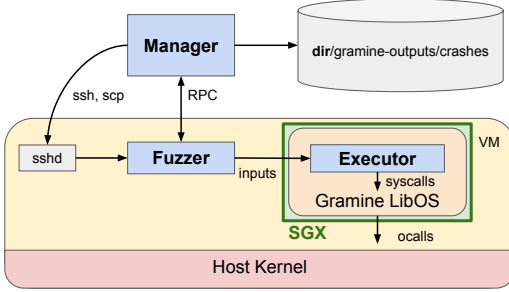 Manager
dir/gramine-outputs/crashes
ssh, scp
RPC
VM
sshd
Fuzzer
inputs
Executor
syscalls
Gramine LibOS
SGX
ocalls
Host Kernel